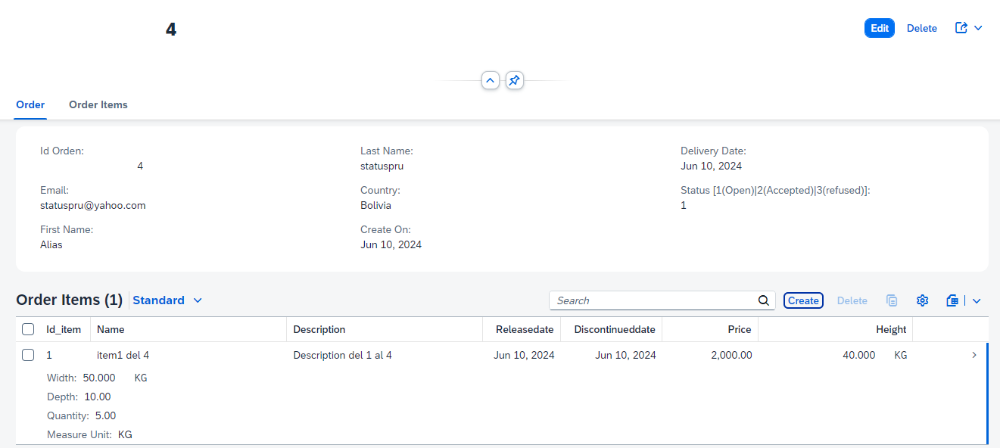 4
Edit Delete
Order Order Items
Id Orden: Last Name: Delivery Date:
4 statuspru Jun 10, 2024
Email: Country: Status [1(Open)|2(Accepted)|3(refused)]:
statuspru@yahoo.com Bolivia 1
First Name: Create On:
Alias Jun 10, 2024
Order Items (1) Standard Search Create Delete
Id_item Name Description Releasedate Discontinueddate Price Height
1 item1 del 4 Description del 1 al 4 Jun 10, 2024 Jun 10, 2024 2,000.00 40.000 KG
Width: 50.000 KG
Depth: 10.00
Quantity: 5.00
Measure Unit: KG